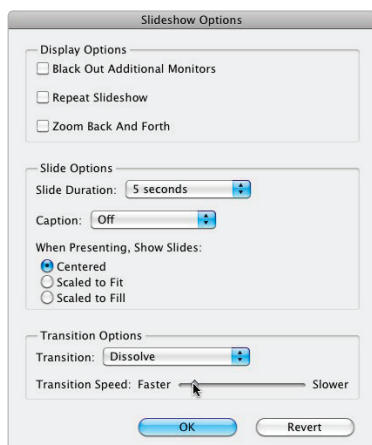 Slideshow Options
Display Options
Black Out Additional Monitors
Repeat Slideshow
Zoom Back And Forth
Slide Options
Slide Duration: 5 seconds
Caption: Off
When Presenting, Show Slides:
Centered
Scaled to Fit
Scaled to Fill
Transition Options
Transition: Dissolve
Transition Speed: Faster Slower
OK Revert